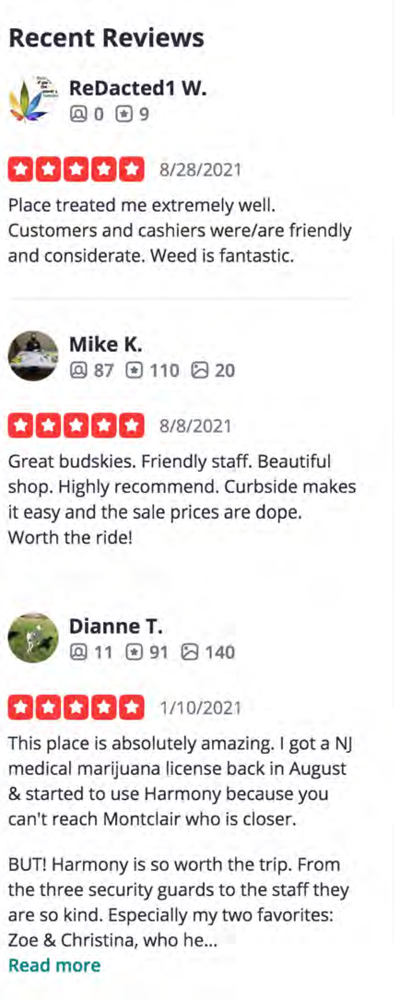 Recent Reviews
ReDacted1 W.
0 9
8/28/2021
Place treated me extremely well.
Customers and cashiers were/are friendly
and considerate. Weed is fantastic.
Mike K.
87 110 20
8/8/2021
Great budskies. Friendly staff. Beautiful
shop. Highly recommend. Curbside makes
it easy and the sale prices are dope.
Worth the ride!
Dianne T.
11 91 140
1/10/2021
This place is absolutely amazing. I got a NJ
medical marijuana license back in August
& started to use Harmony because you
can't reach Montclair who is closer.
BUT! Harmony is so worth the trip. From
the three security guards to the staff they
are so kind. Especially my two favorites:
Zoe & Christina, who he...
Read more